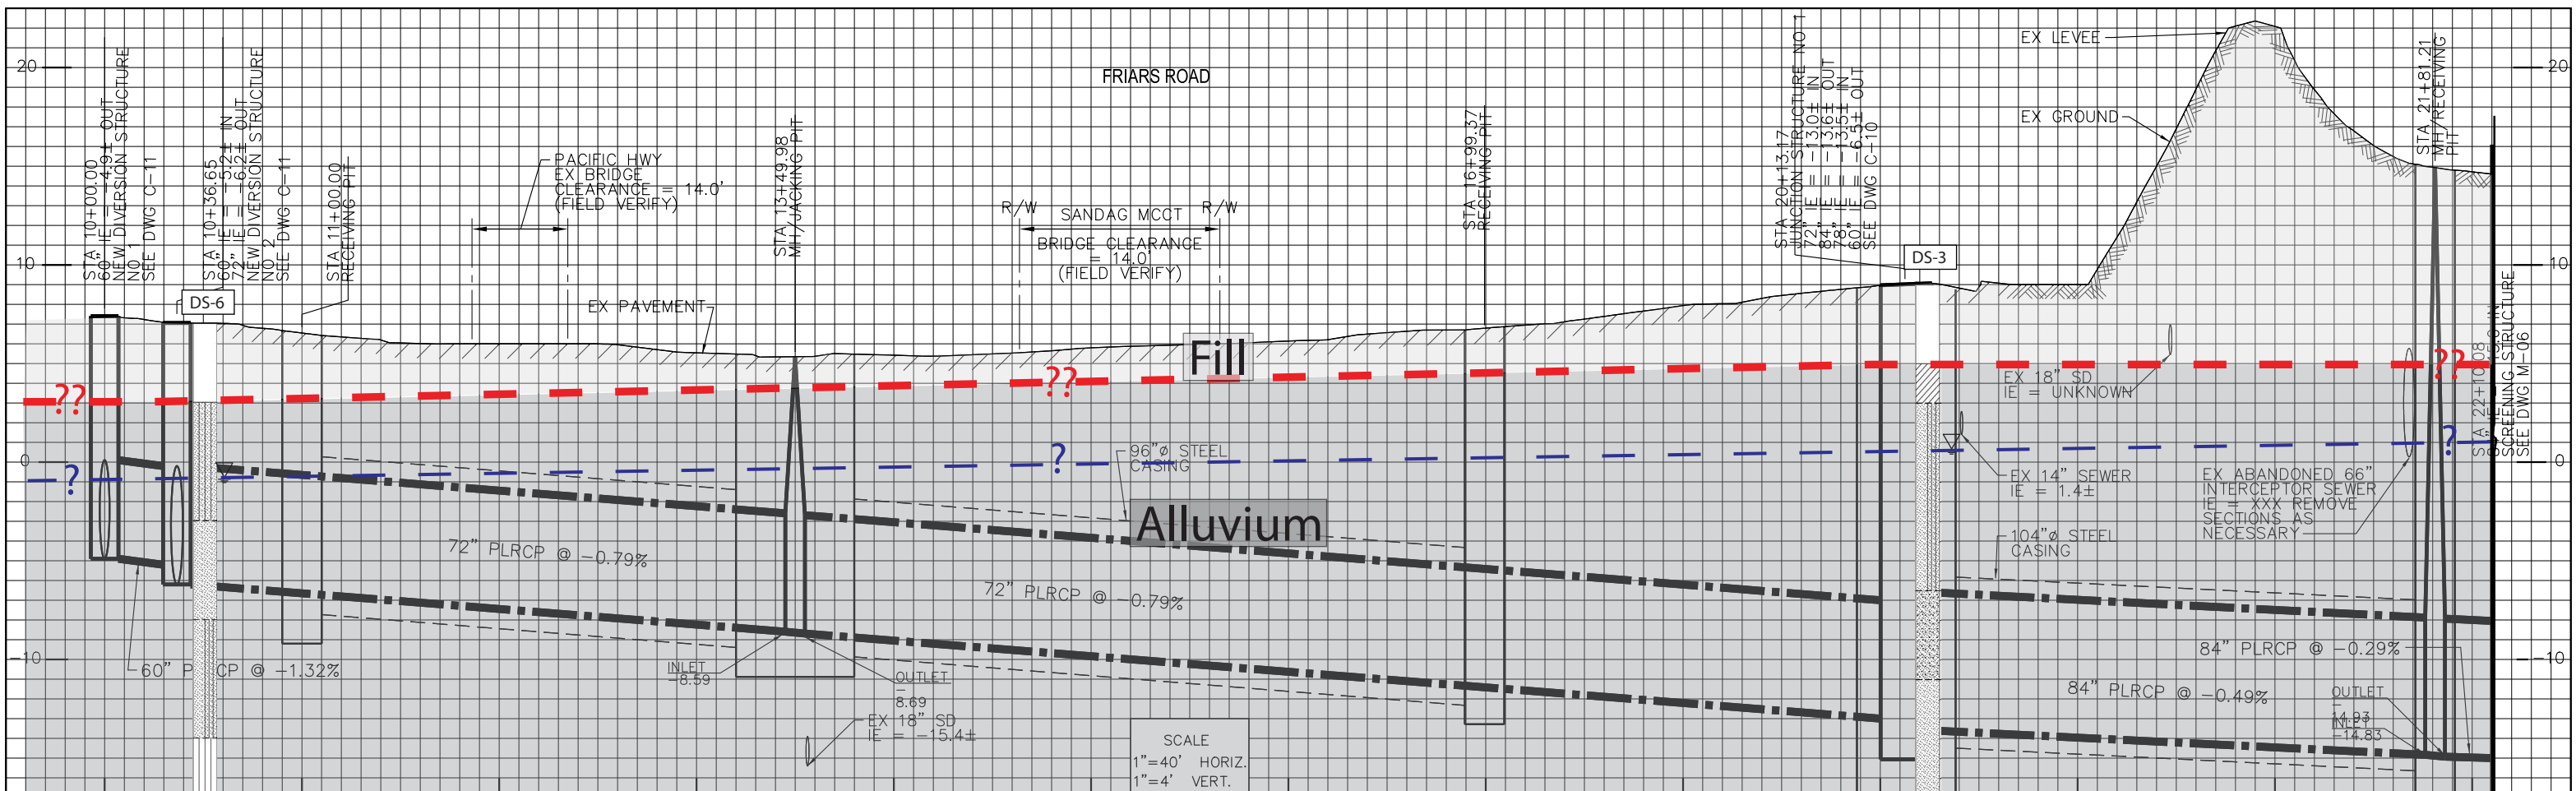 20
10
0
-10
STA 10+00.00
60" IE = -4.9± OUT
NEW DIVERSION STRUCTURE
NO 1
SEE DWG C-11
DS-6
STA 10+36.65
60" IE = -5.2± IN
72" IE = -6.2± OUT
NEW DIVERSION STRUCTURE
NO 2
SEE DWG C-11
STA 11+00.00
RECEIVING PIT
PACIFIC HWY
EX BRIDGE
CLEARANCE = 14.0'
(FIELD VERIFY)
EX PAVEMENT
STA 13+49.98
MH/JACKING PIT
FRIARS ROAD
R/W
R/W
SANDAG MCCT
BRIDGE CLEARANCE
= 14.0'
(FIELD VERIFY)
STA 16+99.37
RECEIVING PIT
STA 20+13.17
JUNCTION STRUCTURE NO 1
72" IE = -13.0± IN
84" IE = -13.6± OUT
78" IE = -13.5± IN
60" IE = -6.5± OUT
SEE DWG C-10
DS-3
EX LEVEE
EX GROUND
STA 21+81.21
MH/RECEIVING
PIT
20
10
0
-10
SCREENING STRUCTURE
SEE DWG M-06
Fill
??
??
??
?
?
?
Alluvium
96"ø STEEL
CASING
EX 18" SD
IE = UNKNOWN
EX 14" SEWER
IE = 1.4±
EX ABANDONED 66"
INTERCEPTOR SEWER
IE = XXX REMOVE
SECTIONS AS
NECESSARY
104"ø STEEL
CASING
72" PLRCP @ -0.79%
72" PLRCP @ -0.79%
60" P CP @ -1.32%
INLET
-8.59
OUTLET
-
8.69
EX 18" SD
IE = -15.4±
84" PLRCP @ -0.29%
84" PLRCP @ -0.49%
OUTLET
-
14.93
INLET
-14.83
SCALE
1"=40' HORIZ.
1"=4' VERT.